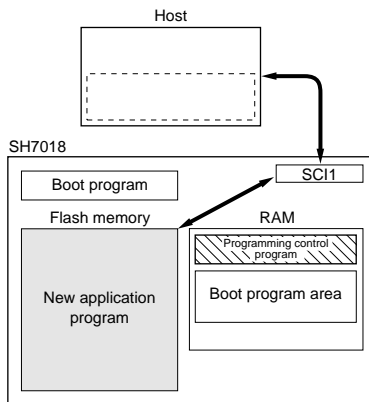 Host
SH7018
SCI1
Boot program
Flash memory
RAM
Programming control
program
New application
program
Boot program area